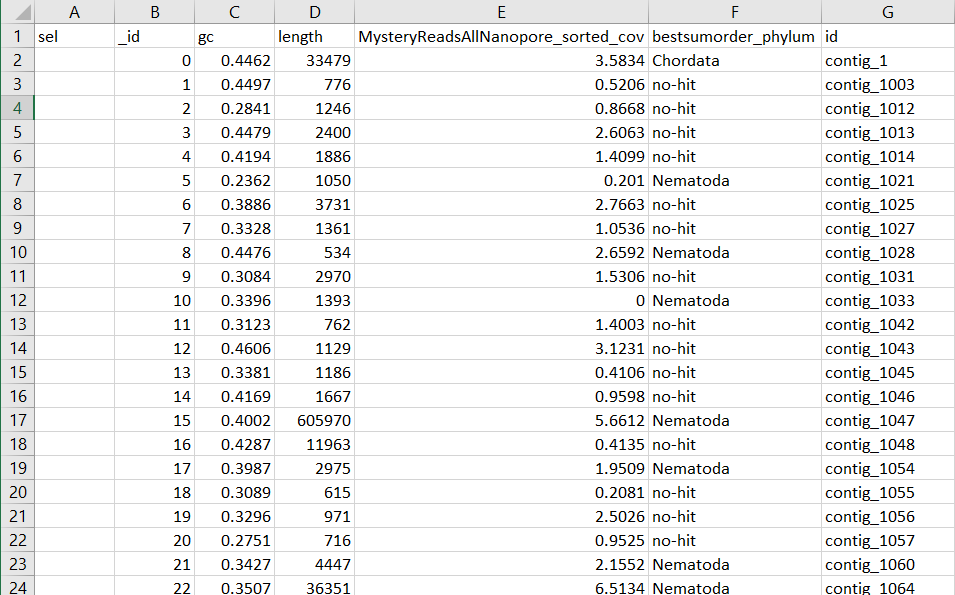 A B C D E F G
1 sel _id gc length MysteryReadsAllNanopore_sorted_cov bestsumorder_phylum id
2 0 0.4462 33479 3.5834 Chordata contig_1
3 1 0.4497 776 0.5206 no-hit contig_1003
4 2 0.2841 1246 0.8668 no-hit contig_1012
5 3 0.4479 2400 2.6063 no-hit contig_1013
6 4 0.4194 1886 1.4099 no-hit contig_1014
7 5 0.2362 1050 0.201 Nematoda contig_1021
8 6 0.3886 3731 2.7663 no-hit contig_1025
9 7 0.3328 1361 1.0536 no-hit contig_1027
10 8 0.4476 534 2.6592 Nematoda contig_1028
11 9 0.3084 2970 1.5306 no-hit contig_1031
12 10 0.3396 1393 0 Nematoda contig_1033
13 11 0.3123 762 1.4003 no-hit contig_1042
14 12 0.4606 1129 3.1231 no-hit contig_1043
15 13 0.3381 1186 0.4106 no-hit contig_1045
16 14 0.4169 1667 0.9598 no-hit contig_1046
17 15 0.4002 605970 5.6612 Nematoda contig_1047
18 16 0.4287 11963 0.4135 no-hit contig_1048
19 17 0.3987 2975 1.9509 Nematoda contig_1054
20 18 0.3089 615 0.2081 no-hit contig_1055
21 19 0.3296 971 2.5026 no-hit contig_1056
22 20 0.2751 716 0.9525 no-hit contig_1057
23 21 0.3427 4447 2.1552 Nematoda contig_1060
24 22 0.3507 36351 6.5134 Nematoda contig_1064